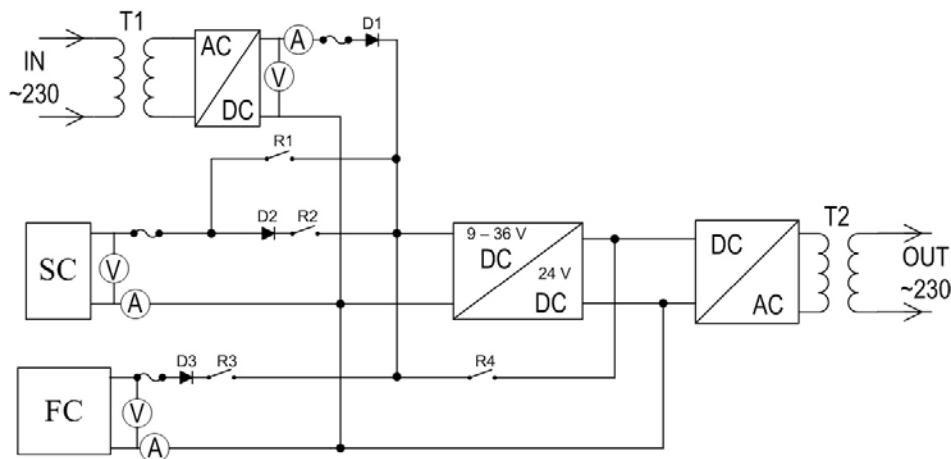 T1
D1
IN
~230
AC
DC
A
V
R1
D2
R2
SC
V
A
9 – 36 V
DC
24 V
DC
DC
AC
T2
OUT
~230
D3
R3
R4
FC
V
A